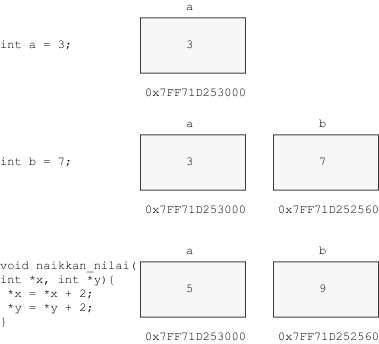 a
int a = 3;
3
0x7FF71D253000
a b
int b = 7;
3 7
0x7FF71D253000 0x7FF71D252560
a b
void naikkan_nilai(
int *x, int *y){
*x = *x + 2;
*y = *y + 2;
}
5 9
0x7FF71D253000 0x7FF71D252560